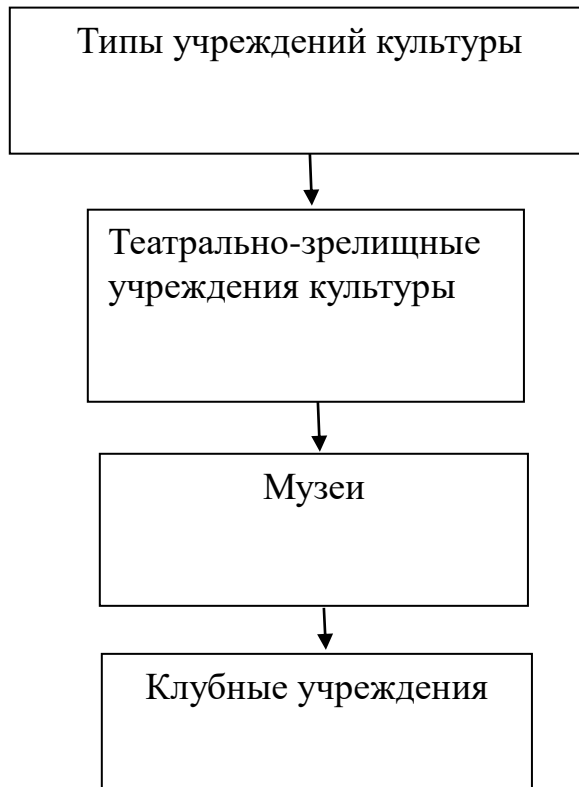 Типы учреждений культуры
Театрально-зрелищные
учреждения культуры
Музеи
Клубные учреждения